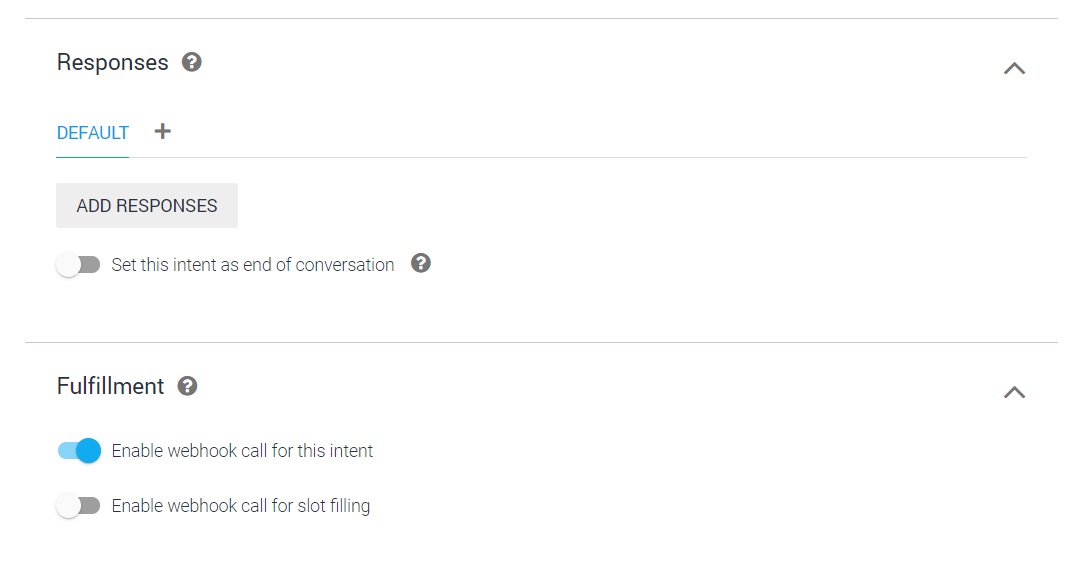 Responses ?
DEFAULT +
ADD RESPONSES
Set this intent as end of conversation ?
Fulfillment ?
Enable webhook call for this intent
Enable webhook call for slot filling